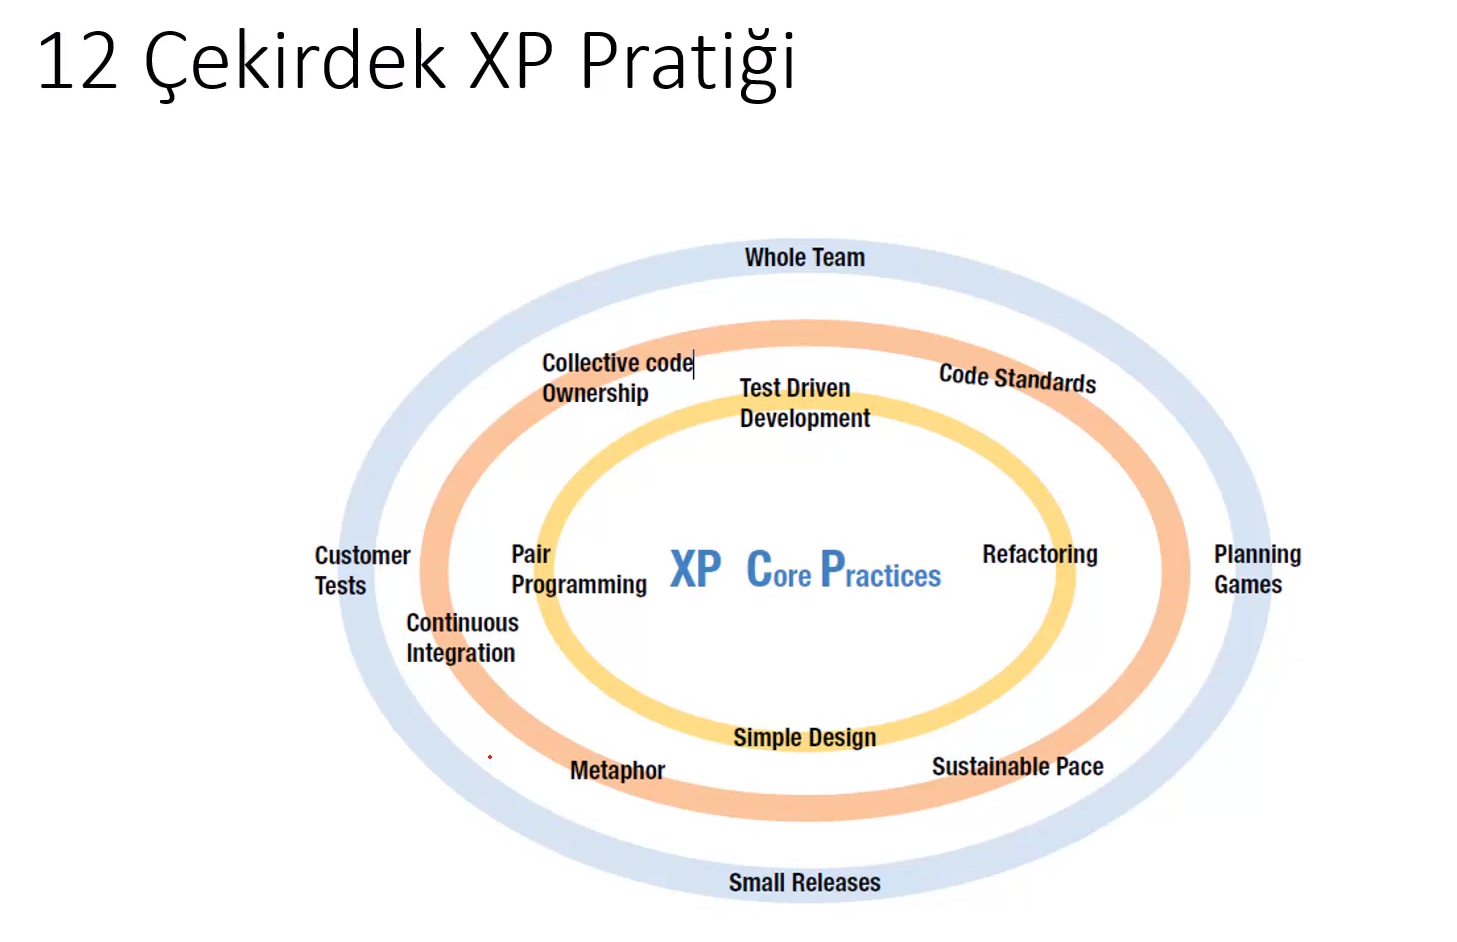 12 Çekirdek XP Pratiği
Whole Team
Collective code
Ownership
Test Driven
Development
Code Standards
Customer
Tests
Pair
Programming
XP Core Practices
Refactoring
Planning
Games
Continuous
Integration
Simple Design
Metaphor
Sustainable Pace
Small Releases